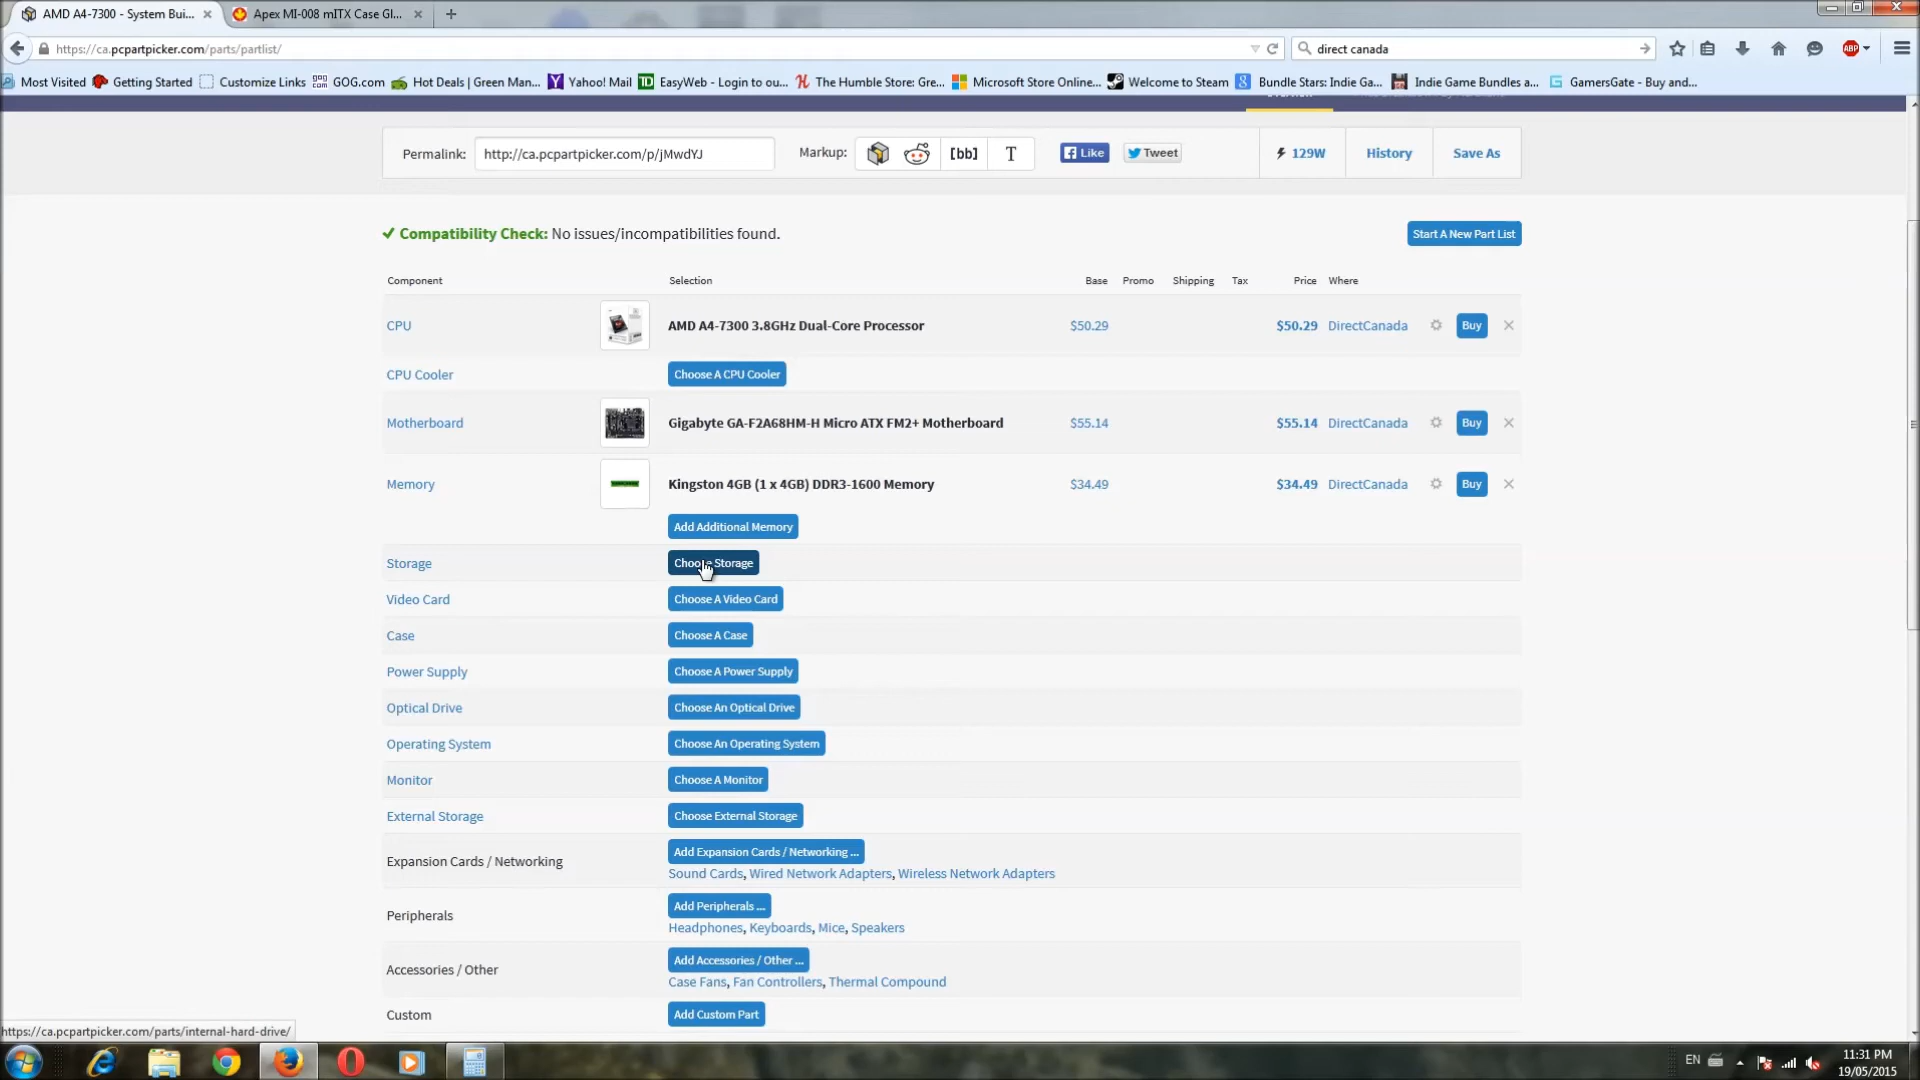 AMD A4-7300 - System Bui...
Apex MI-008 mITX Case Gl...
https://ca.pcpartpicker.com/parts/partlist/
direct canada
ABP
Most Visited
Getting Started
Customize Links
GOG.com
Hot Deals | Green Man...
Yahoo! Mail
EasyWeb - Login to ou...
The Humble Store: Gre...
Microsoft Store Online...
Welcome to Steam
Bundle Stars: Indie Ga...
Indie Game Bundles a...
GamersGate - Buy and...
Permalink: http://ca.pcpartpicker.com/p/jMwdYJ
Markup: [bb] T
Like
Tweet
129W
History
Save As
Compatibility Check: No issues/incompatibilities found.
Start A New Part List
Component Selection Base Promo Shipping Tax Price Where
CPU AMD A4-7300 3.8GHz Dual-Core Processor $50.29 $50.29 DirectCanada Buy
CPU Cooler Choose A CPU Cooler
Motherboard Gigabyte GA-F2A68HM-H Micro ATX FM2+ Motherboard $55.14 $55.14 DirectCanada Buy
Memory Kingston 4GB (1 x 4GB) DDR3-1600 Memory $34.49 $34.49 DirectCanada Buy
Add Additional Memory
Storage Choose Storage
Video Card Choose A Video Card
Case Choose A Case
Power Supply Choose A Power Supply
Optical Drive Choose An Optical Drive
Operating System Choose An Operating System
Monitor Choose A Monitor
External Storage Choose External Storage
Expansion Cards / Networking Add Expansion Cards / Networking ...
Sound Cards, Wired Network Adapters, Wireless Network Adapters
Peripherals Add Peripherals ...
Headphones, Keyboards, Mice, Speakers
Accessories / Other Add Accessories / Other ...
Case Fans, Fan Controllers, Thermal Compound
Custom Add Custom Part
https://ca.pcpartpicker.com/parts/internal-hard-drive/
EN
11:31 PM
19/05/2015